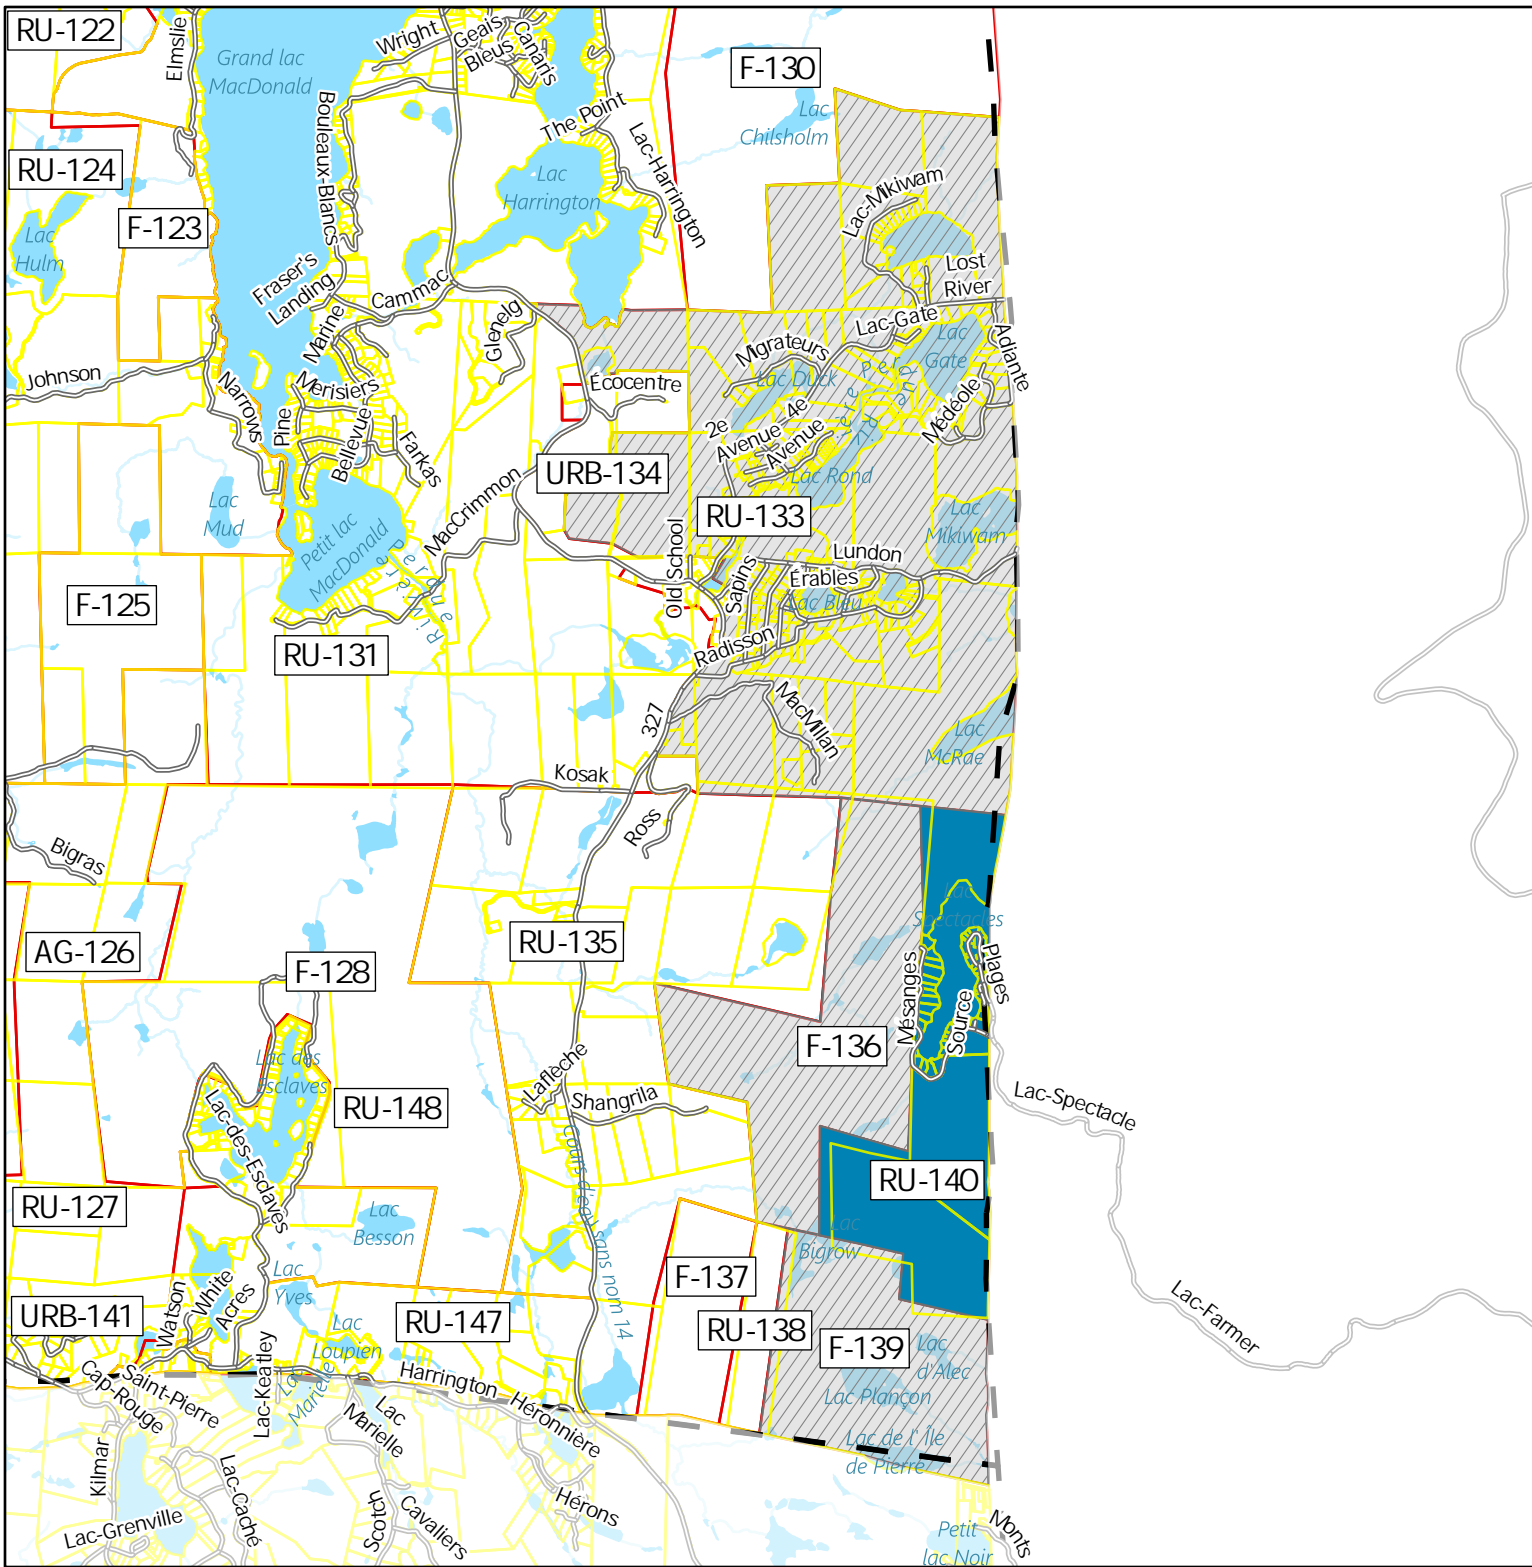 RU-122
Elmslie
Grand lac
MacDonald
Wright
Geais
Bleus
Canaris
F-130
Lac
Chilsholm
The Point
Bouleaux-Blancs
Lac-Harrington
RU-124
Lac
Harrington
Lac-Mikiwam
F-123
Lac
Hulm
Fraser's
Landing
Cammac
Lost
River
Marine
Glenelg
Lac-Gate
Lac
Gate
Adiante
Migrateurs
Johnson
Narrows
Merisiers
Écocentre
Lac Duck
Pine
Bellevue
Farkas
2e
Avenue
4e
Avenue
Médéole
URB-134
Lac Rond
Lac
Mud
MacCrimmon
RU-133
Lac
Mikiwam
Petit lac
MacDonald
Old School
Lundon
Sapins
Érables
Lac Bleu
F-125
Radisson
RU-131
327
MacMillan
Lac
McRae
Kosak
Ross
Bigras
Lac
Spectacles
AG-126
RU-135
F-128
Mésanges
Plages
Source
F-136
Lac des
Esclaves
Laflèche
Shangrila
RU-148
Lac-Spectacle
Lac-des-Esclaves
Cours d'eau sans nom 14
RU-140
RU-127
Lac
Besson
Lac
Bigrow
Lac
Yves
F-137
White
Acres
Watson
URB-141
RU-147
RU-138
Lac
Loupien
F-139
Lac
d'Alec
Lac-Farmer
Saint-Pierre
Cap-Rouge
Lac-Keatley
Lac
Marielle
Harrington
Héronnière
Lac Plançon
Lac
Marielle
Lac de l' Île
de Pierre
Kilmar
Lac-Caché
Scotch
Cavaliers
Hérons
Lac-Grenville
Petit
lac Noir
Monts